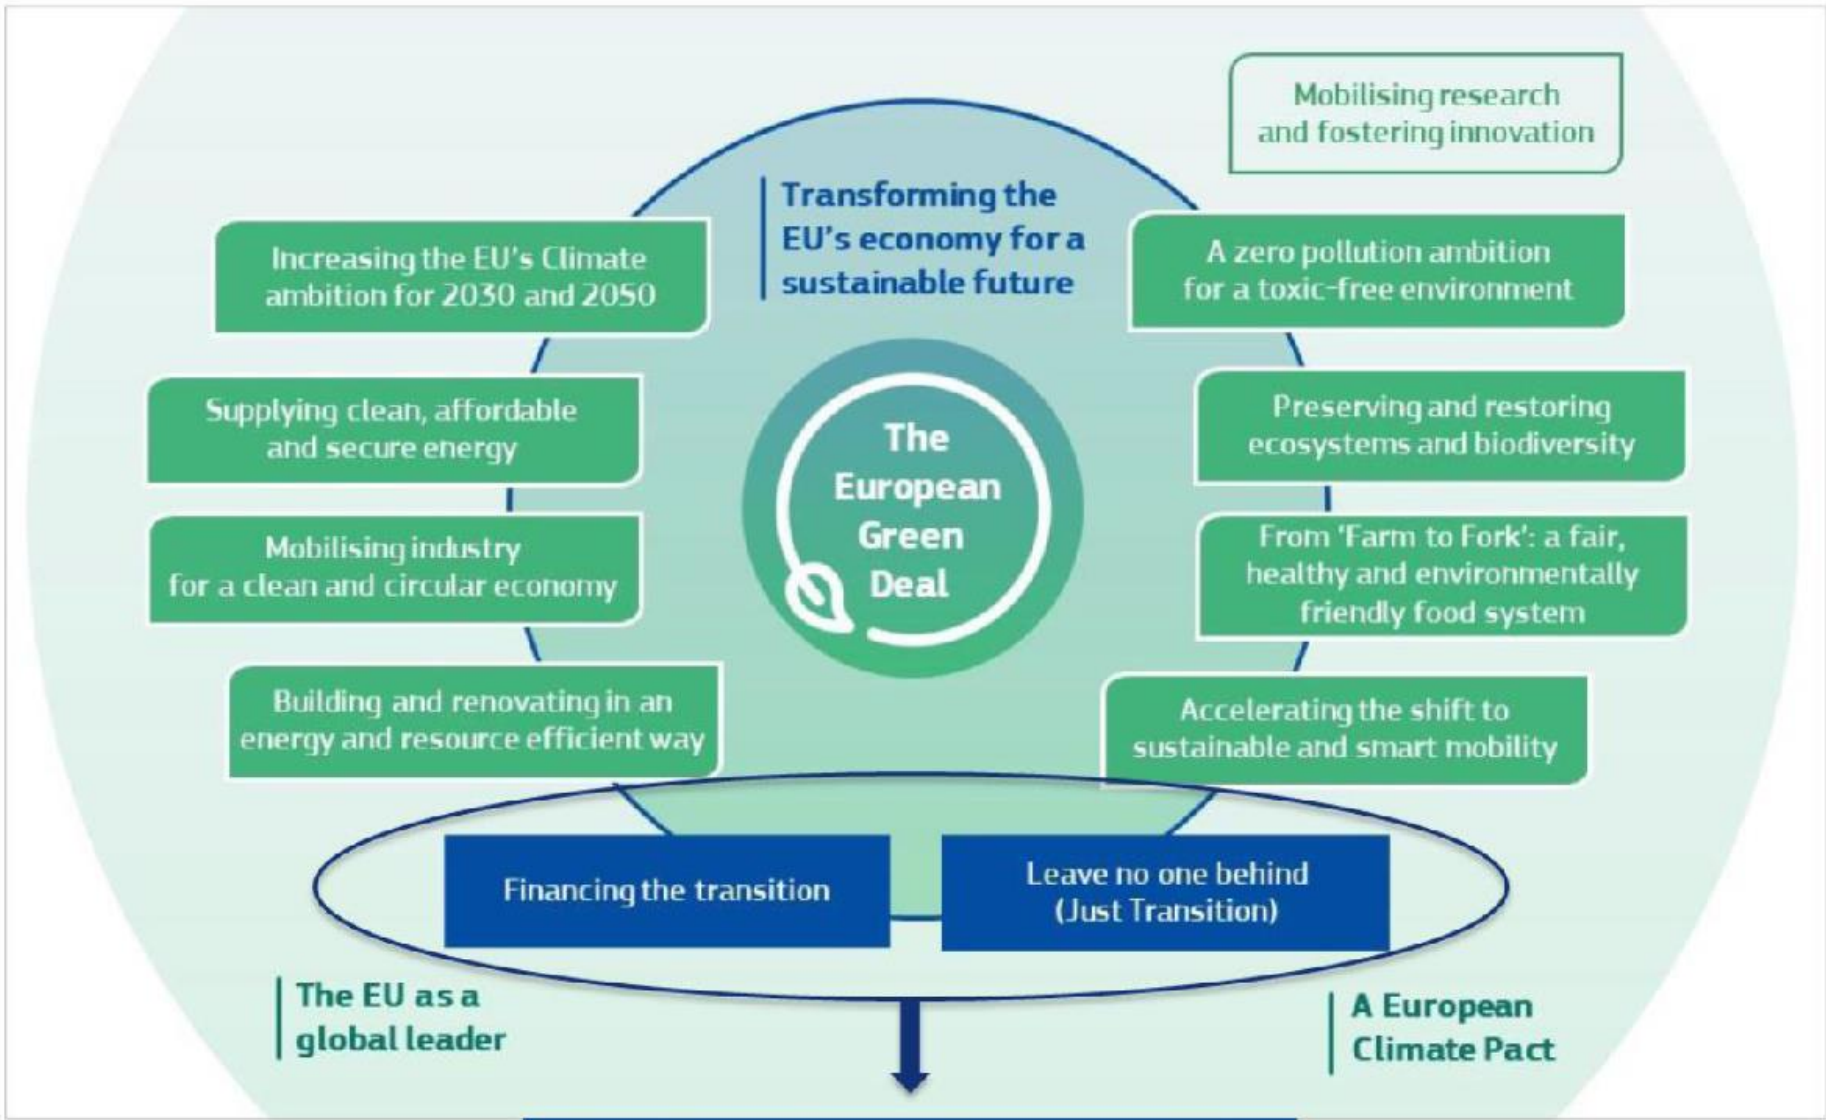 Mobilising research
and fostering innovation
Transforming the
EU's economy for a
sustainable future
Increasing the EU's Climate
ambition for 2030 and 2050
A zero pollution ambition
for a toxic-free environment
Supplying clean, affordable
and secure energy
Preserving and restoring
ecosystems and biodiversity
The
European
Green
Deal
Mobilising industry
for a clean and circular economy
From 'Farm to Fork': a fair,
healthy and environmentally
friendly food system
Building and renovating in an
energy and resource efficient way
Accelerating the shift to
sustainable and smart mobility
Financing the transition
Leave no one behind
(Just Transition)
The EU as a
global leader
A European
Climate Pact